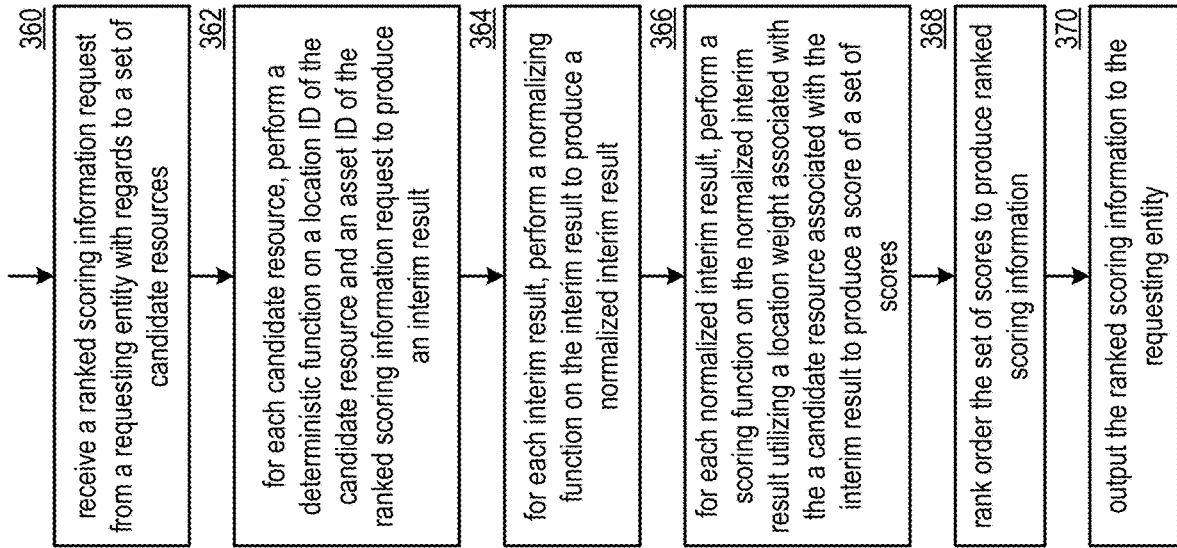 360
receive a ranked scoring information request
from a requesting entity with regards to a set of
candidate resources
362
for each candidate resource, perform a
deterministic function on a location ID of the
candidate resource and an asset ID of the
ranked scoring information request to produce
an interim result
364
for each interim result, perform a normalizing
function on the interim result to produce a
normalized interim result
366
for each normalized interim result, perform a
scoring function on the normalized interim
result utilizing a location weight associated with
the a candidate resource associated with the
interim result to produce a score of a set of
scores
368
rank order the set of scores to produce ranked
scoring information
370
output the ranked scoring information to the
requesting entity